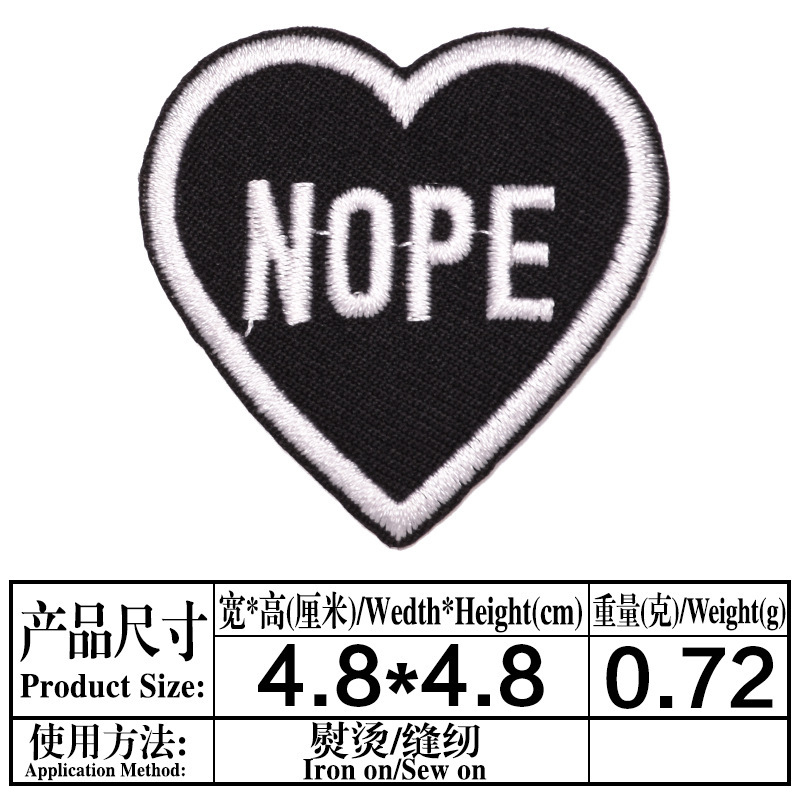 NOPE
产品尺寸
Product Size:
宽*高(厘米)/Wedth*Height(cm)
4.8*4.8
重量(克)/Weight(g)
0.72
使用方法:
Application Method:
熨烫/缝纫
Iron on/Sew on